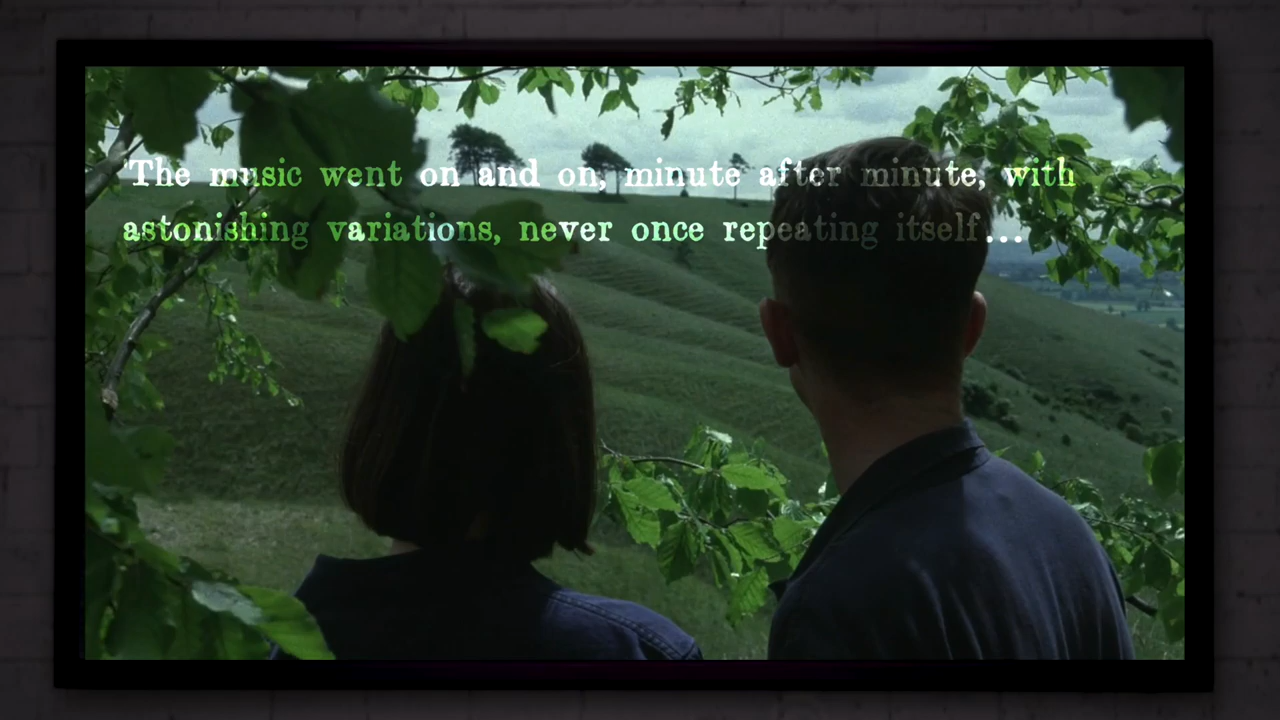 "The music went on and on, minute after minute, with
astonishing variations, never once repeating itself...